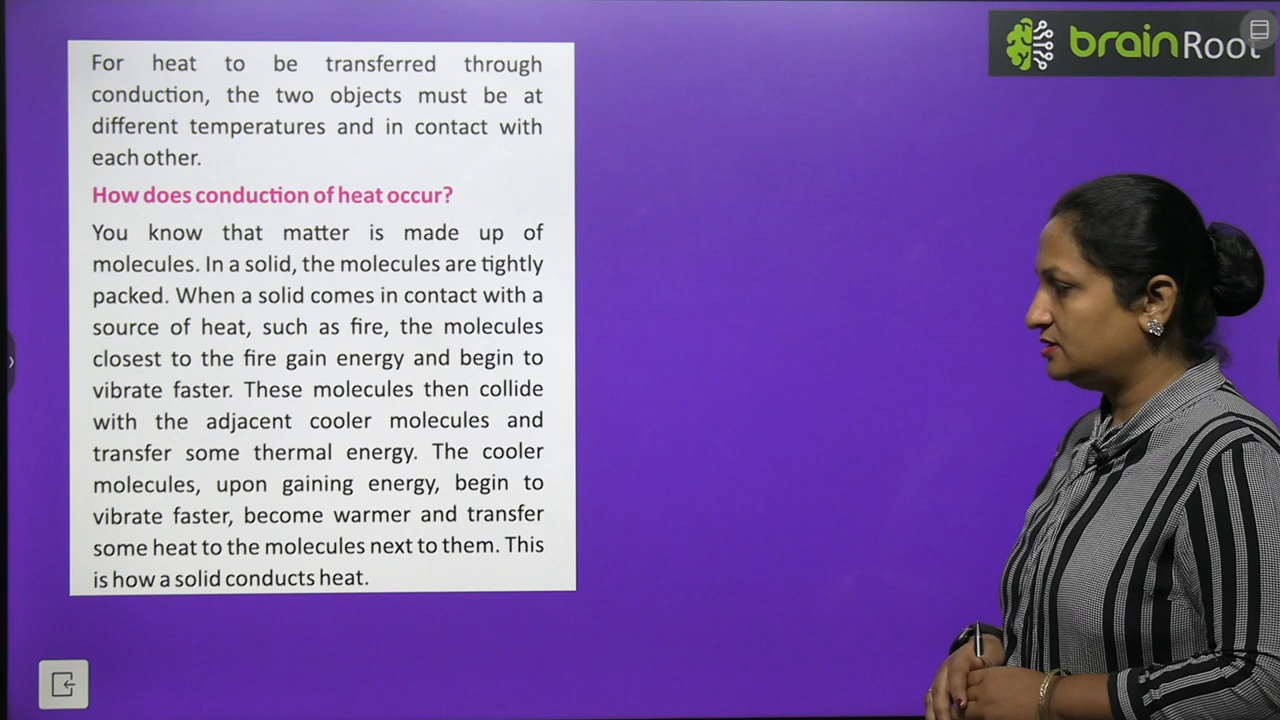 brainRoot
For heat to be transferred through
conduction, the two objects must be at
different temperatures and in contact with
each other.
How does conduction of heat occur?
You know that matter is made up of
molecules. In a solid, the molecules are tightly
packed. When a solid comes in contact with a
source of heat, such as fire, the molecules
closest to the fire gain energy and begin to
vibrate faster. These molecules then collide
with the adjacent cooler molecules and
transfer some thermal energy. The cooler
molecules, upon gaining energy, begin to
vibrate faster, become warmer and transfer
some heat to the molecules next to them. This
is how a solid conducts heat.